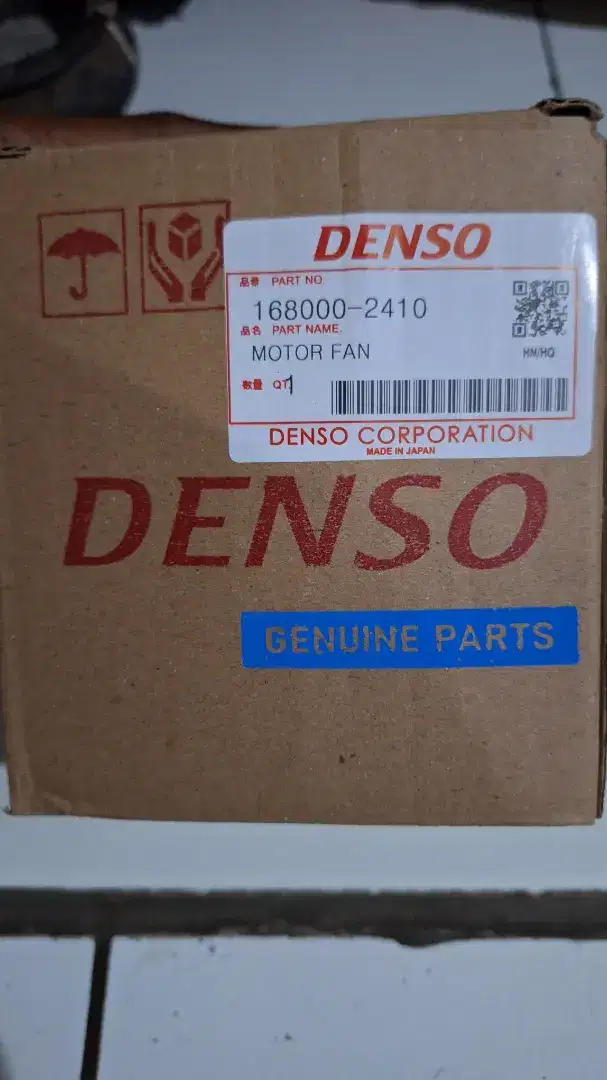 DENSO
品番 PART NO.
168000-2410
品名 PART NAME.
MOTOR FAN
HM/HQ
数量 QT
1
DENSO CORPORATION
MADE IN JAPAN
DENSO
GENUINE PARTS